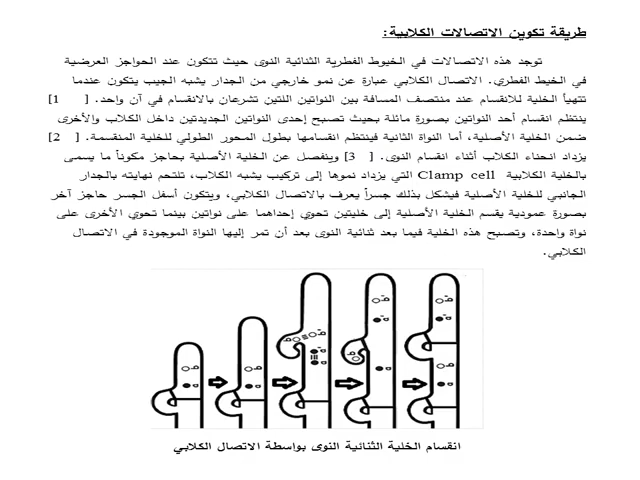 طريقة تكوين الاتصالات الكلابية:
توجد هذه الاتصالات في الخيوط الفطرية الثنائية النوى حيث تتكون عند الحواجز العرضية
في الخيط الفطري. الاتصال الكلابي عبارة عن نمو خارجي من الجدار يشبه الجيب يتكون عندما
تتهيأ الخلية للانقسام عند منتصف المسافة بين النواتين اللتين تشرعان بالانقسام في آن واحد. [ 1]
ينتظم انقسام أحد النواتين بصورة مائلة بحيث تصبح إحدى النواتين الجديدتين داخل الكلاب والأخرى
ضمن الخلية الأصلية، أما النواة الثانية فينتظم انقسامها بطول المحور الطولي للخلية المنقسمة. [ 2]
يزداد انحناء الكلاب أثناء انقسام النوى. [ 3] وينفصل عن الخلية الأصلية بحاجز مكوناً ما يسمى
بالخلية الكلابية Clamp cell التي يزداد نموها إلى تركيب يشبه الكلاب، تلتحم نهايته بالجدار
الجانبي للخلية الأصلية فيشكل بذلك جسراً يعرف بالاتصال الكلابي، ويتكون أسفل الجسر حاجز آخر
بصورة عمودية يقسم الخلية الأصلية إلى خليتين تحوي إحداهما على نواتين بينما تحوي الأخرى على
نواة واحدة، وتصبح هذه الخلية فيما بعد ثنائية النوى بعد أن تمر إليها النواة الموجودة في الاتصال
الكلابي.
انقسام الخلية الثنائية النوى بواسطة الاتصال الكلابي